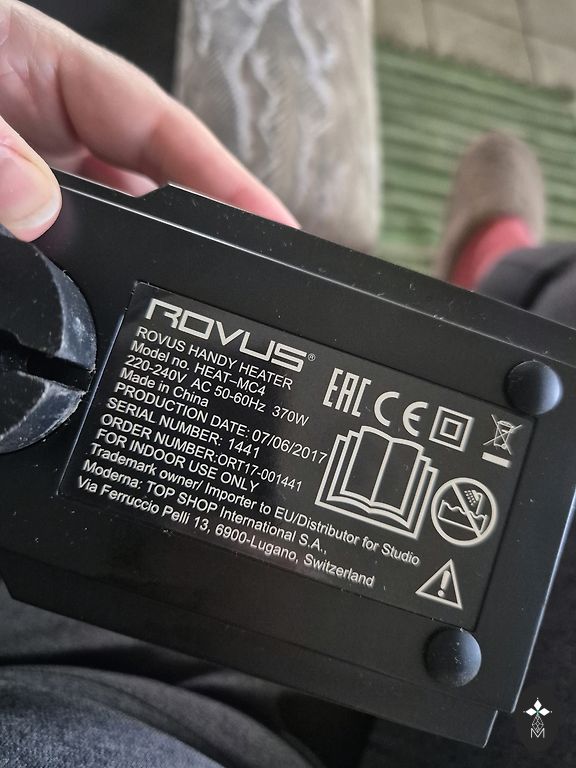 ROVUS®
ROVUS HANDY HEATER
Model no. HEAT-MC4
220-240V AC 50-60Hz 370W
Made in China
PRODUCTION DATE: 07/06/2017
SERIAL NUMBER: 1441
ORDER NUMBER:ORT17-001441
FOR INDOOR USE ONLY
Trademark owner/ Importer to EU/Distributor for Studio
Moderna: TOP SHOP International S.A.,
Via Ferruccio Pelli 13, 6900-Lugano, Switzerland
EAC CE
M